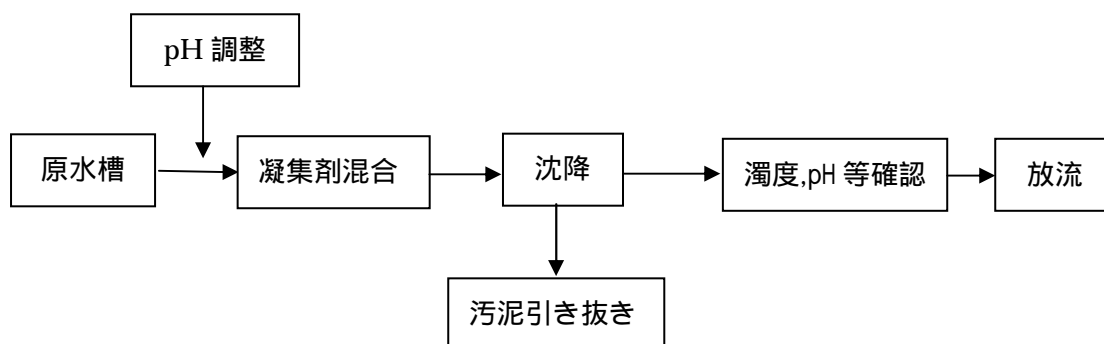 pH 調整
原水槽
凝集剤混合
沈降
濁度,pH 等確認
放流
汚泥引き抜き